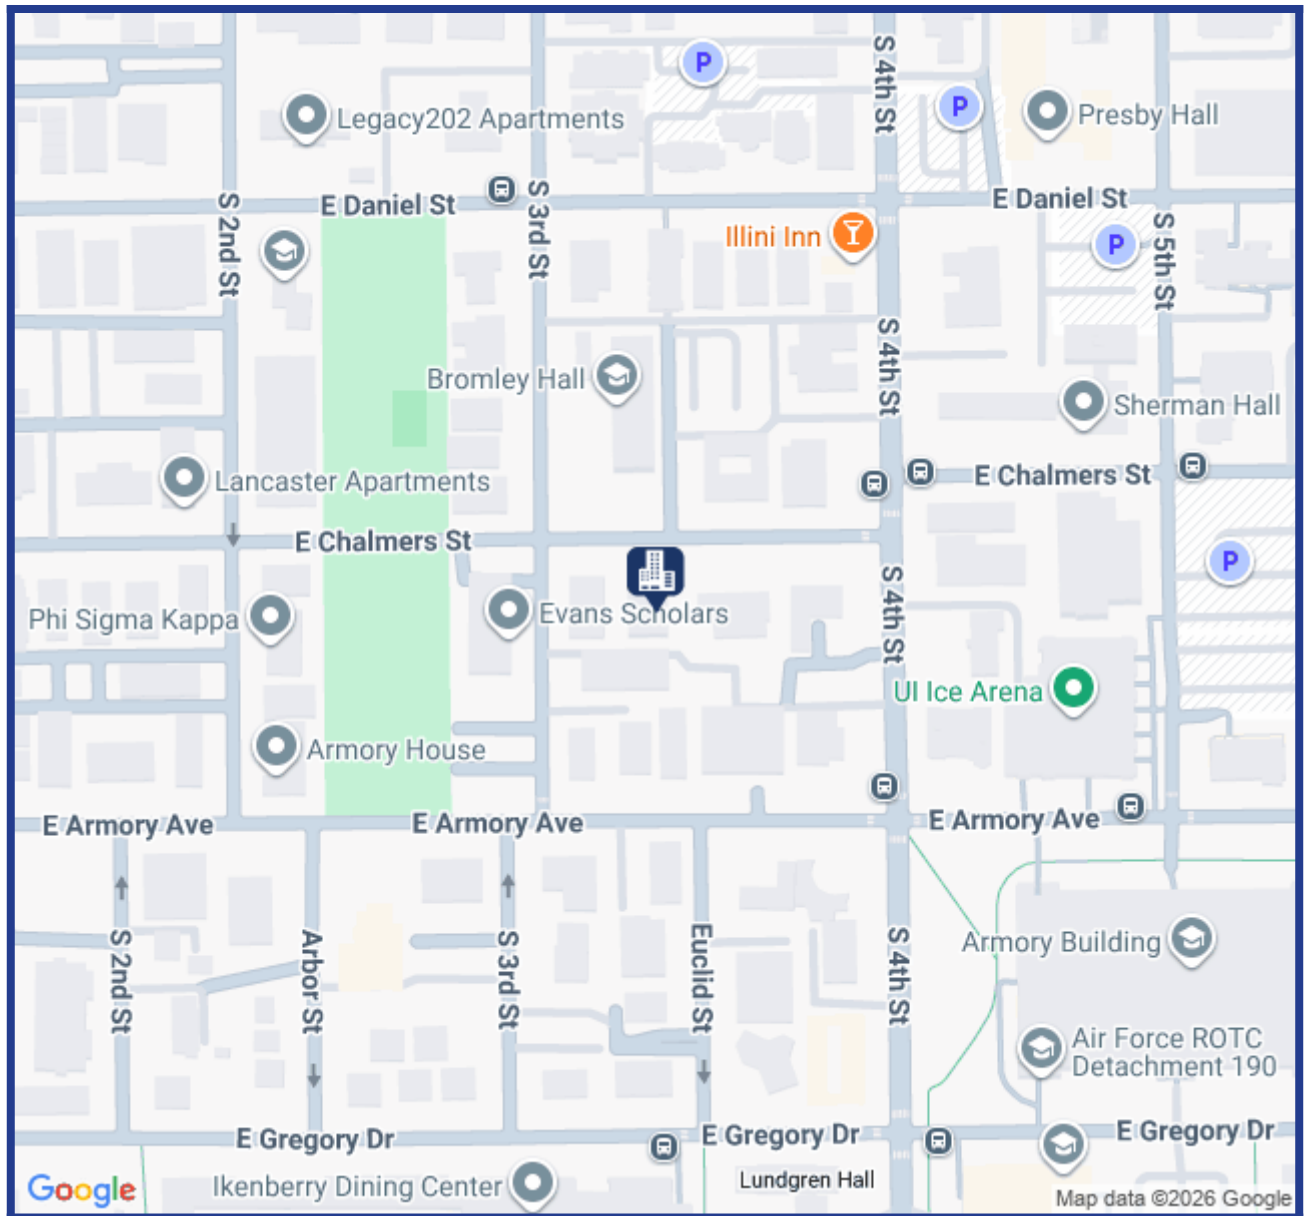 S 4th St
P
P
Legacy202 Apartments
Presby Hall
E Daniel St
S 3rd St
S 2nd St
E Daniel St
Illini Inn
P
S 5th St
S 4th St
Bromley Hall
Sherman Hall
Lancaster Apartments
E Chalmers St
E Chalmers St
P
S 4th St
Phi Sigma Kappa
Evans Scholars
UI Ice Arena
Armory House
E Armory Ave
E Armory Ave
E Armory Ave
S 2nd St
Arbor St
S 3rd St
Euclid St
S 4th St
Armory Building
Air Force ROTC
Detachment 190
E Gregory Dr
E Gregory Dr
E Gregory Dr
Google
Ikenberry Dining Center
Lundgren Hall
Map data ©2026 Google